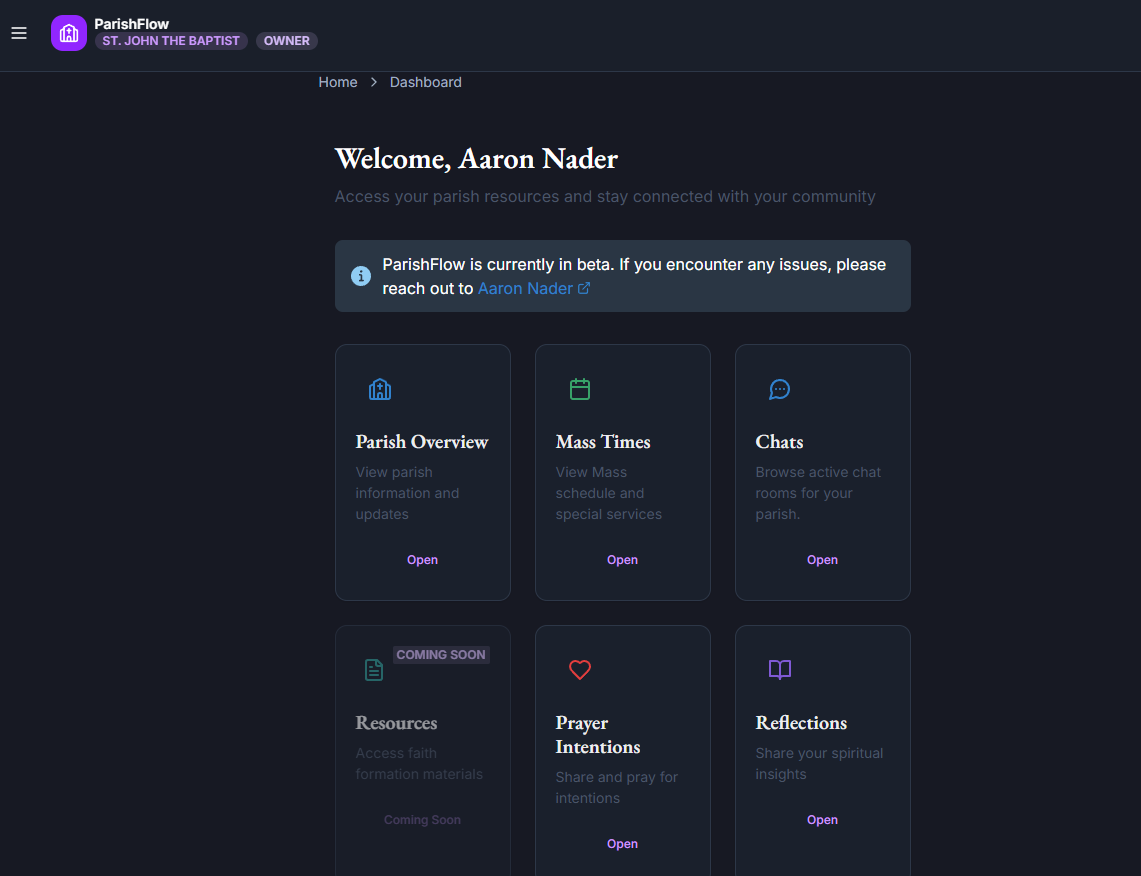 ParishFlow
ST. JOHN THE BAPTIST OWNER
Home > Dashboard
Welcome, Aaron Nader
Access your parish resources and stay connected with your community
ParishFlow is currently in beta. If you encounter any issues, please
reach out to Aaron Nader
Parish Overview
View parish
information and
updates
Open
Mass Times
View Mass
schedule and
special services
Open
Chats
Browse active chat
rooms for your
parish.
Open
COMING SOON
Resources
Access faith
formation materials
Coming Soon
Prayer
Intentions
Share and pray for
intentions
Open
Reflections
Share your spiritual
insights
Open